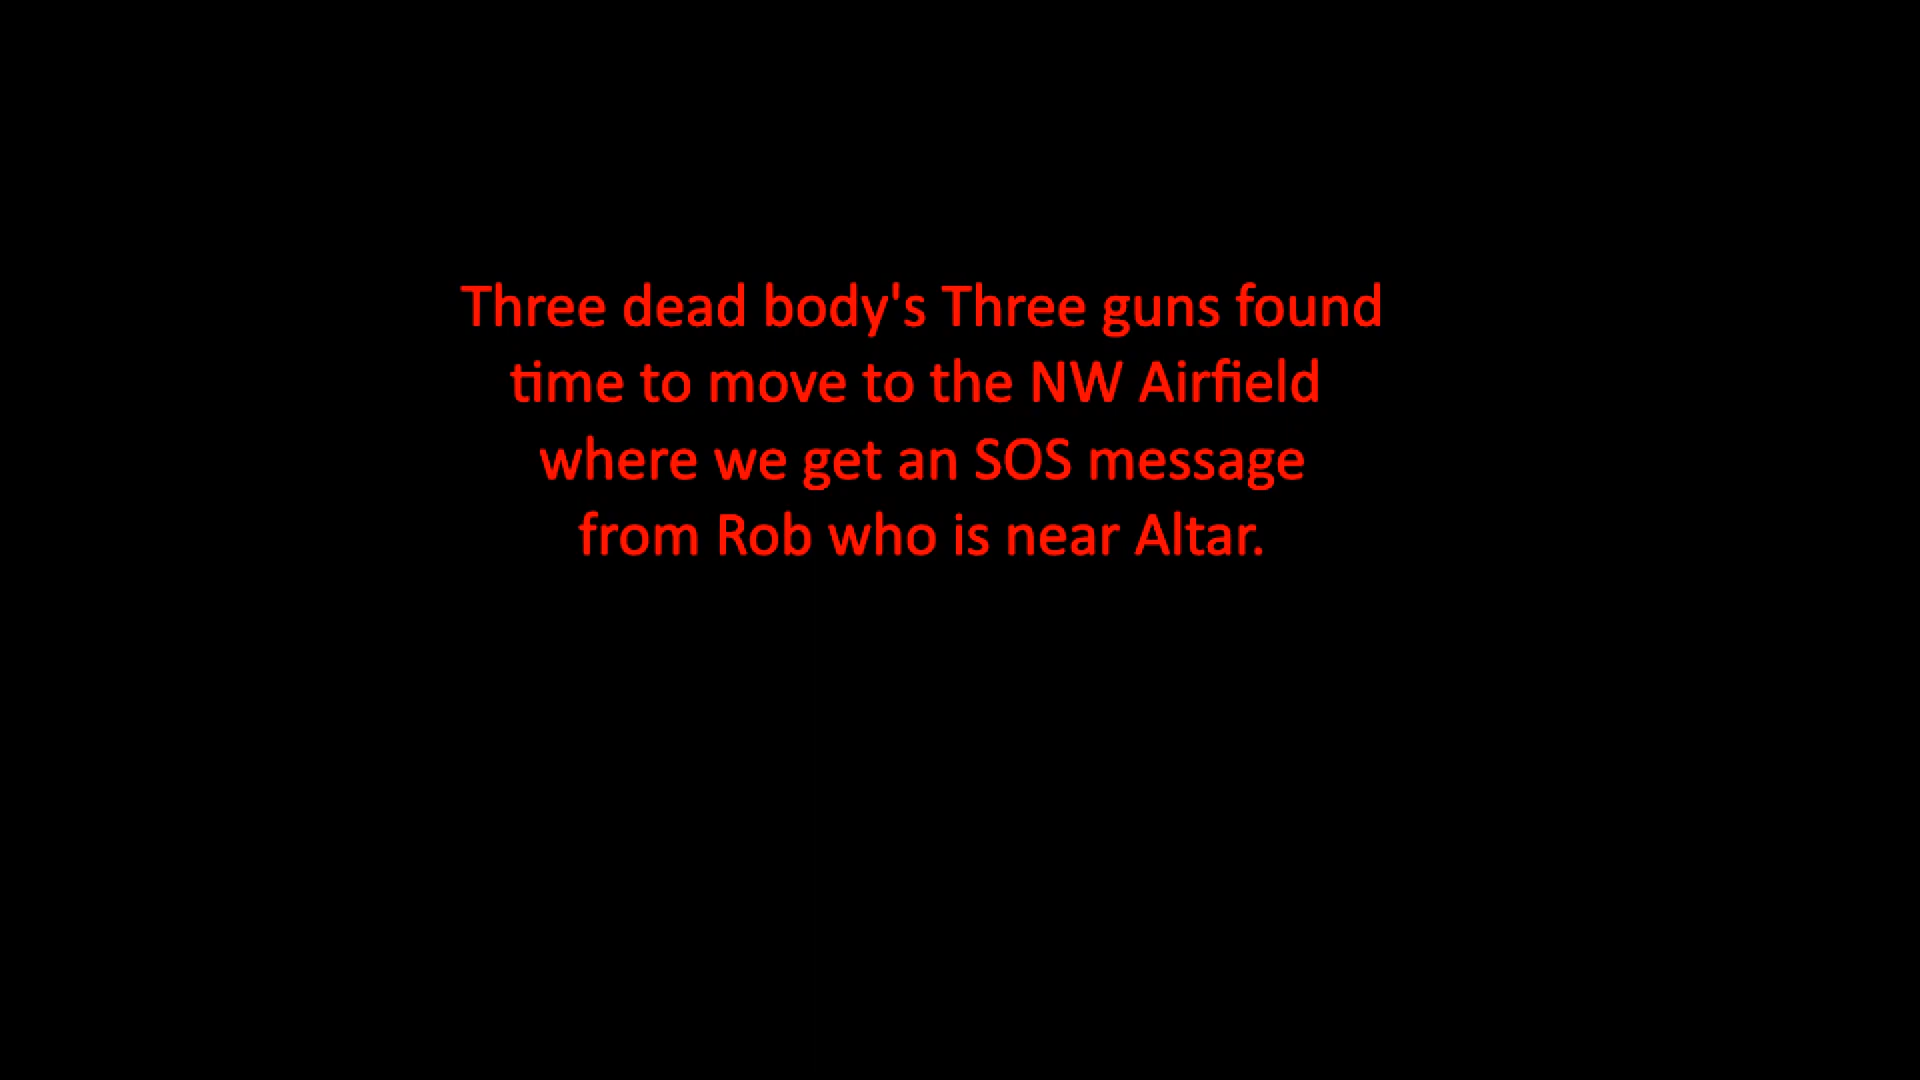 Three dead body's Three guns found
time to move to the NW Airfield
where we get an SOS message
from Rob who is near Altar.